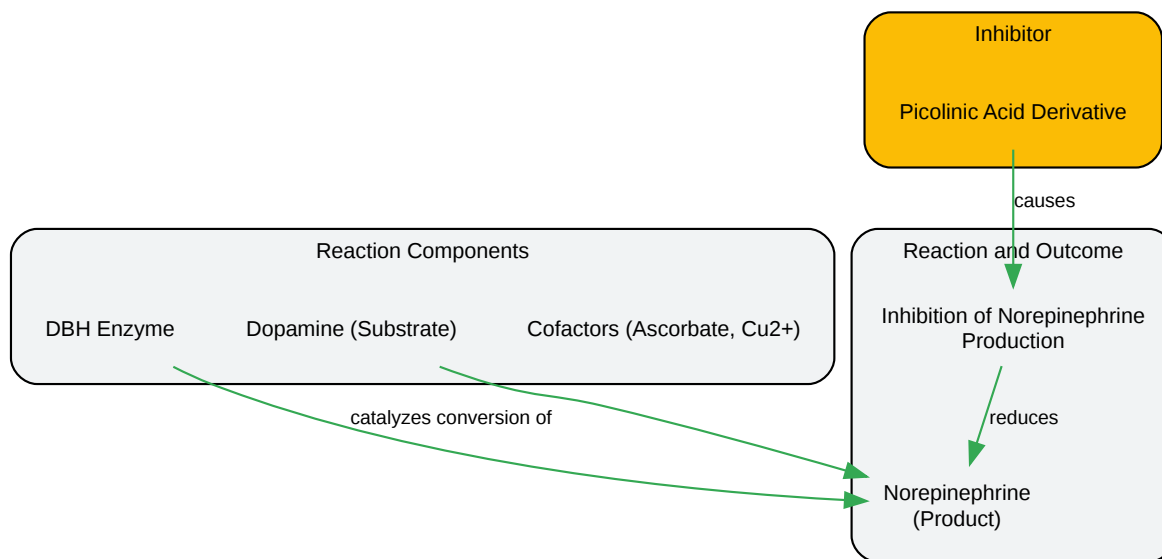 Inhibitor
Picolinic Acid Derivative
causes
Reaction Components
DBH Enzyme
Dopamine (Substrate)
Cofactors (Ascorbate, Cu2+)
catalyzes conversion of
Reaction and Outcome
Inhibition of Norepinephrine
Production
reduces
Norepinephrine
(Product)